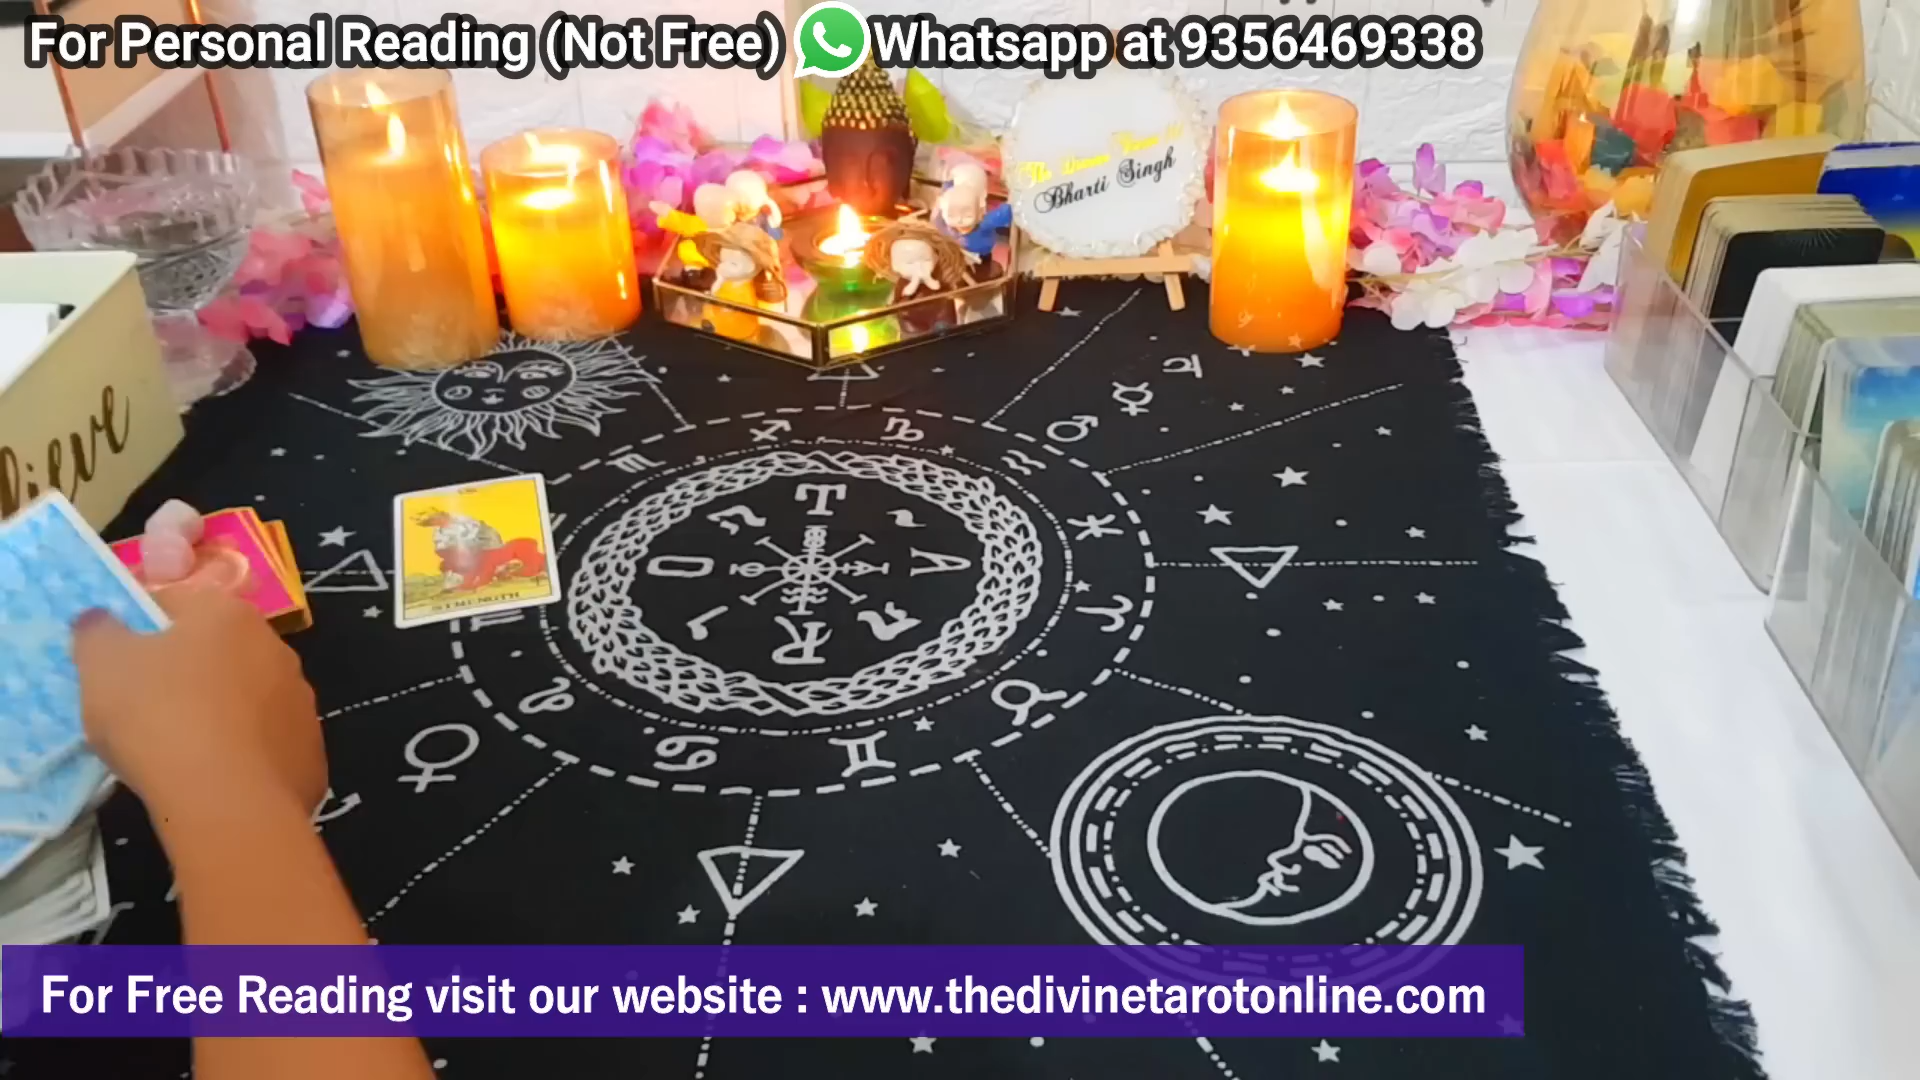 For Personal Reading (Not Free) Whatsapp at 9356469338
Bharti Singh
lieve
STRENGTH
T
A
R
O
For Free Reading visit our website : www.thedivinetarotonline.com